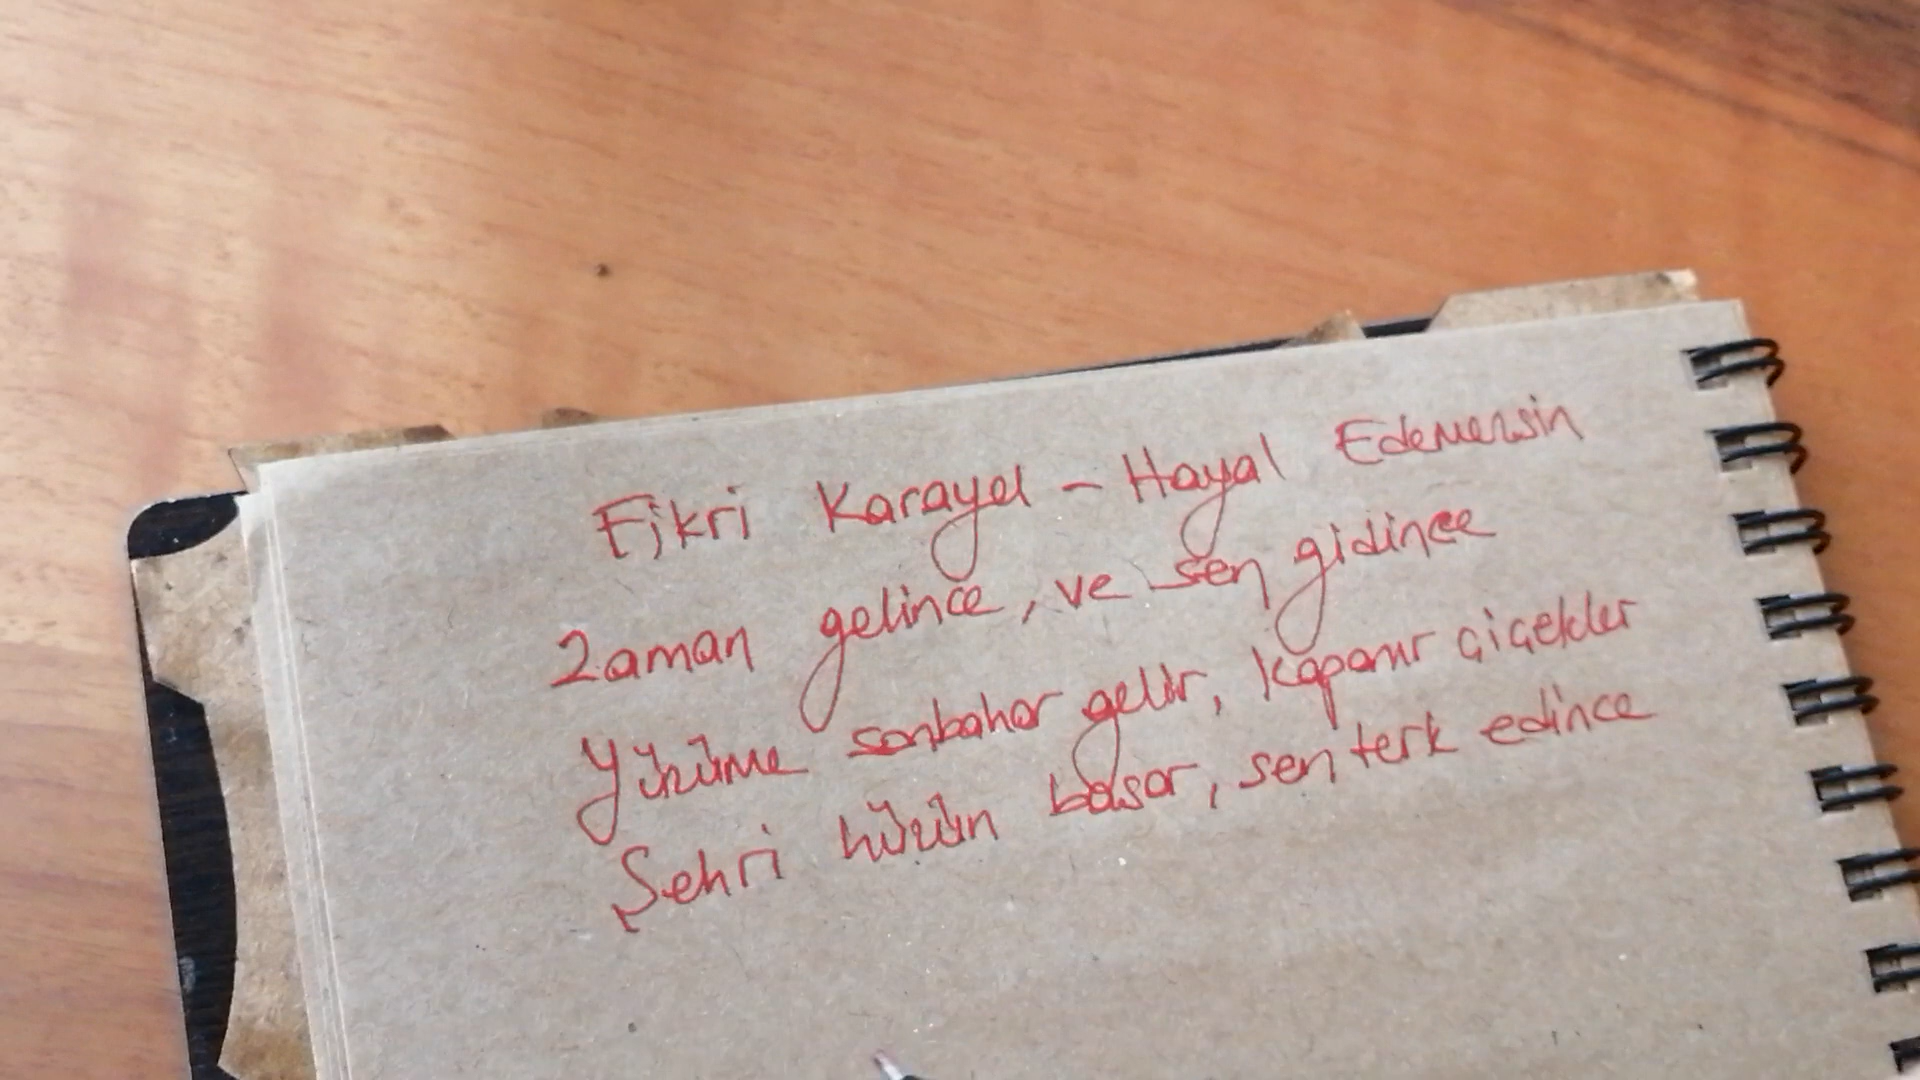 Fikri Karayel - Hayal Edemezsin
Zaman gelince, ve sen gidince
Yüzüme sonbahar gelir, kapanır çiçekler
Şehri hüzün basar, sen terk edince